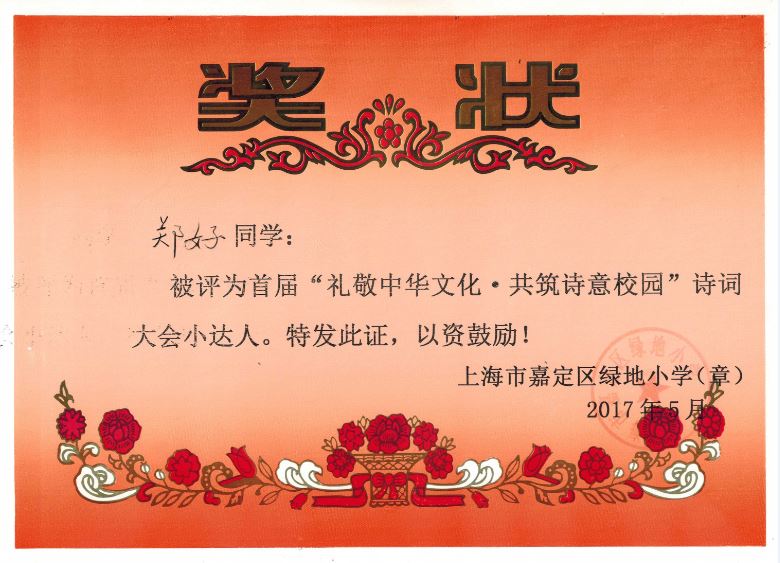 奖状
郑好同学：
被评为首届“礼敬中华文化·共筑诗意校园”诗词
大会小达人。特发此证，以资鼓励！
上海市嘉定区绿地小学（章）
2017年5月